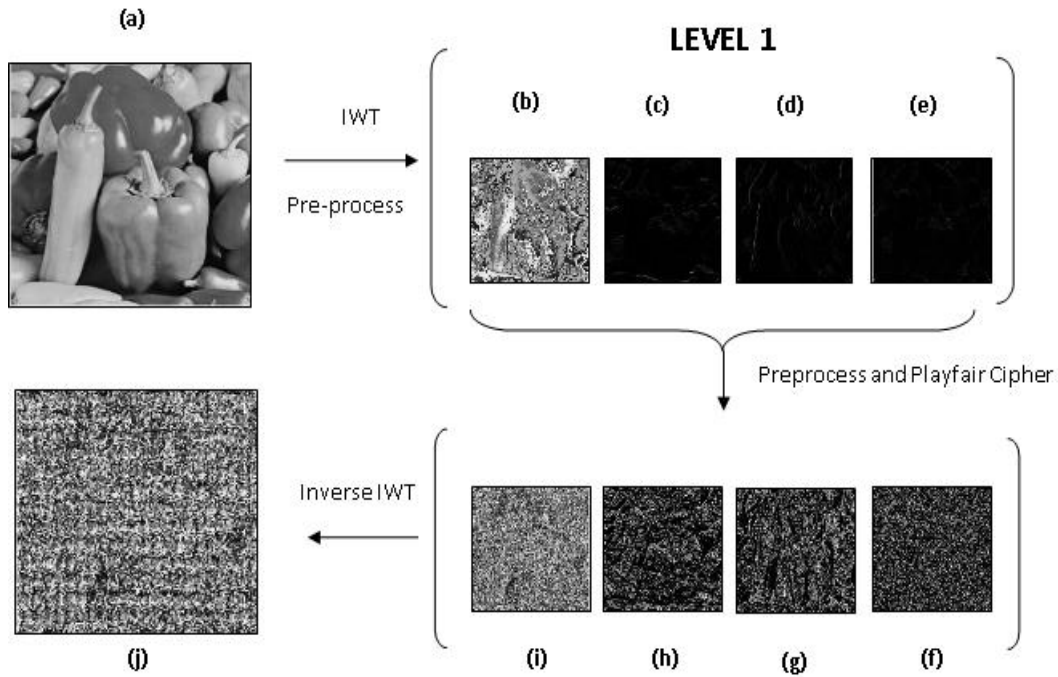 (a)
LEVEL 1
(b) (c) (d) (e)
IWT
Pre-process
Preprocess and Playfair Cipher
Inverse IWT
(j) (i) (h) (g) (f)